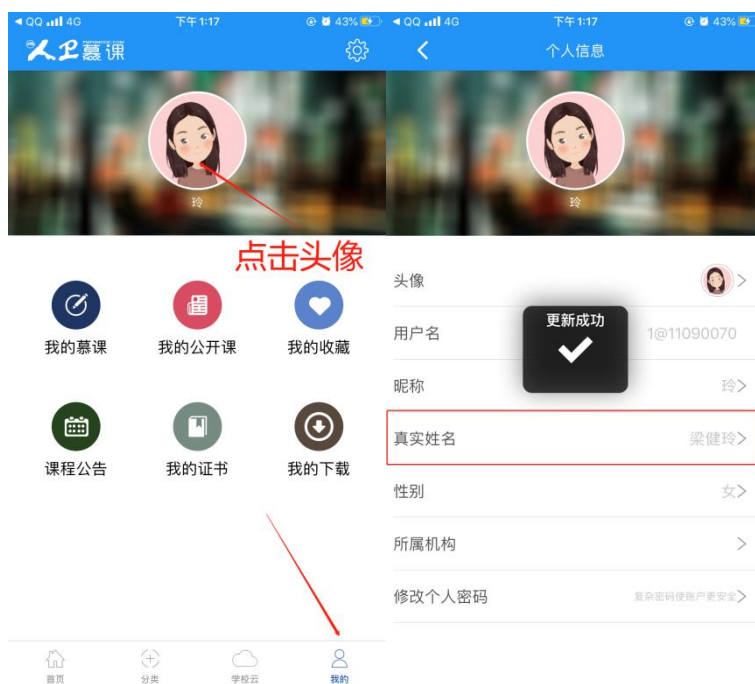 QQ 4G 下午1:17 43%
人卫慕课
玲
点击头像
我的慕课 我的公开课 我的收藏
课程公告 我的证书 我的下载
首页 分类 学校云 我的
QQ 4G 下午1:17 43%
个人信息
玲
头像
更新成功
用户名 1@11090070
昵称 玲
真实姓名 梁健玲
性别 女
所属机构
修改个人密码 复杂密码使账户更安全